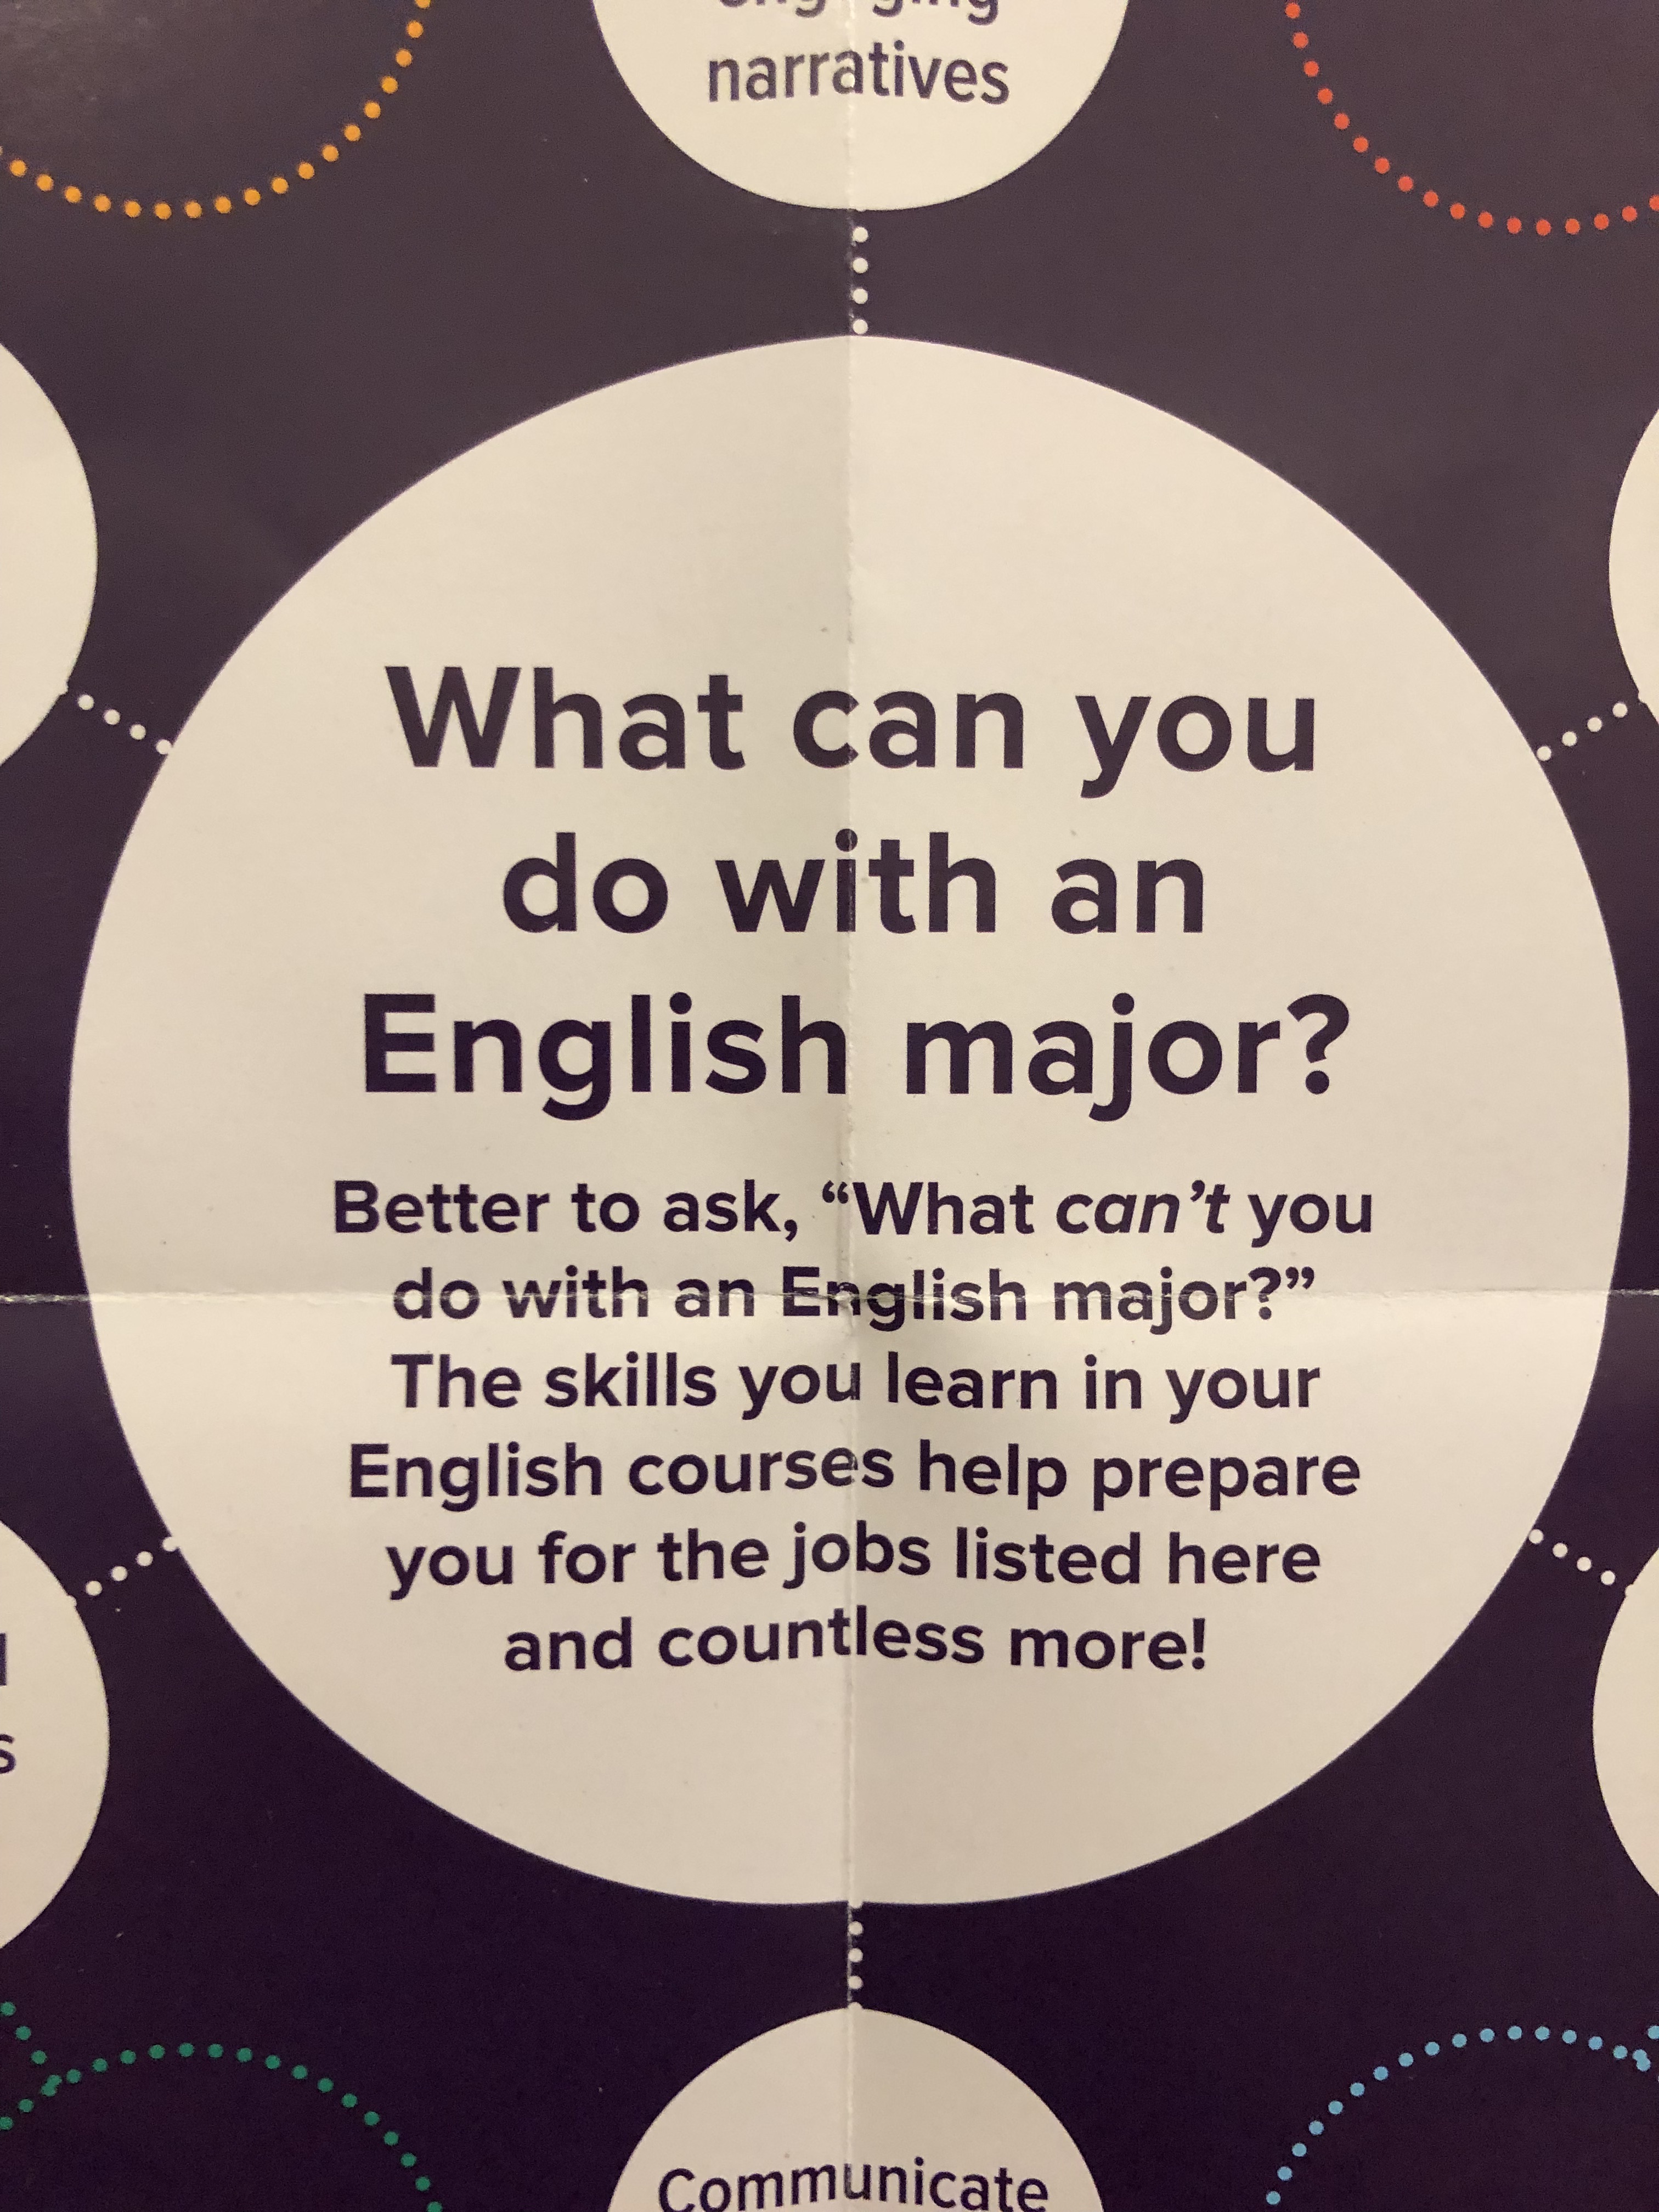 narratives
What can you
do with an
English major?
Better to ask, “What can’t you
do with an English major?”
The skills you learn in your
English courses help prepare
you for the jobs listed here
and countless more!
Communicate